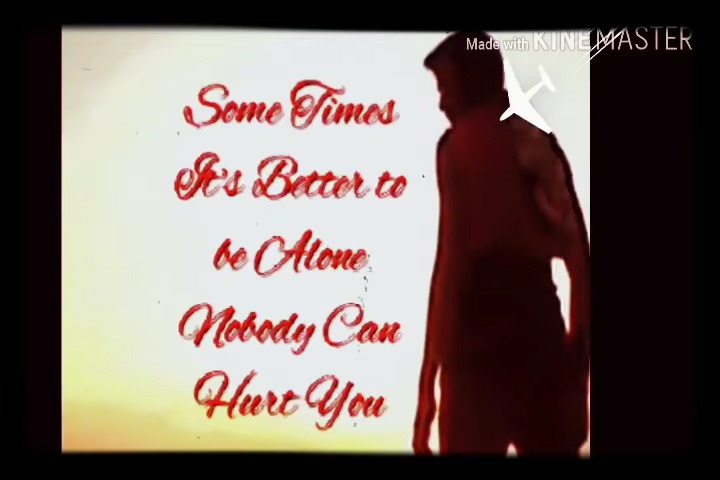 Made with KINEMASTER
Some Times
It's Better to
be Alone
Nobody Can
Hurt You